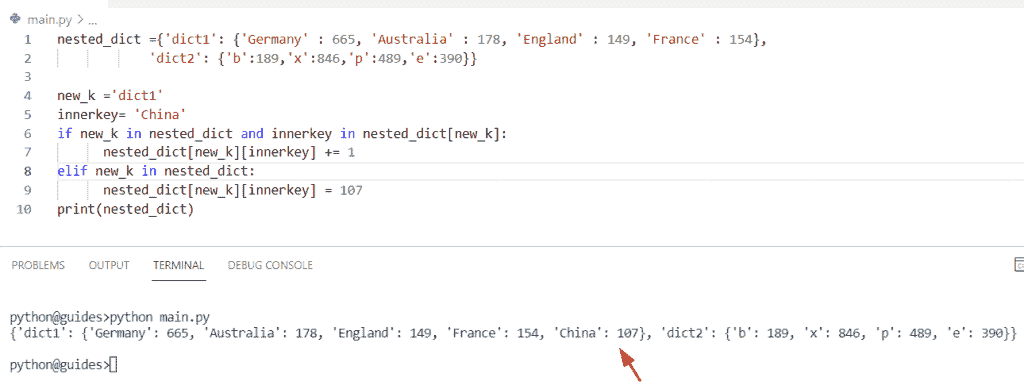 main.py > ...
1 nested_dict ={'dict1': {'Germany' : 665, 'Australia' : 178, 'England' : 149, 'France' : 154},
2 'dict2': {'b':189,'x':846,'p':489,'e':390}}
3
4 new_k ='dict1'
5 innerkey= 'China'
6 if new_k in nested_dict and innerkey in nested_dict[new_k]:
7 nested_dict[new_k][innerkey] += 1
8 elif new_k in nested_dict:
9 nested_dict[new_k][innerkey] = 107
10 print(nested_dict)
PROBLEMS OUTPUT TERMINAL DEBUG CONSOLE
python@guides>python main.py
{'dict1': {'Germany': 665, 'Australia': 178, 'England': 149, 'France': 154, 'China': 107}, 'dict2': {'b': 189, 'x': 846, 'p': 489, 'e': 390}}
python@guides>